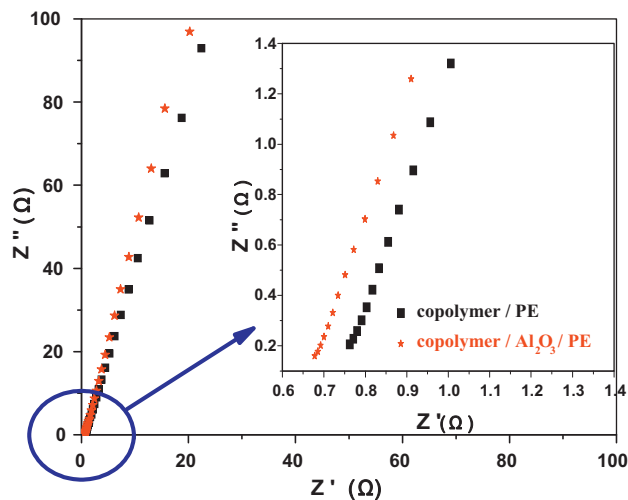 100
80
60
40
20
0
Z '' (Ω)
0 20 40 60 80 100
Z ' (Ω)
1.4
1.2
1.0
0.8
0.6
0.4
0.2
Z '' (Ω)
0.6 0.7 0.8 0.9 1.0 1.1 1.2 1.3 1.4
Z '(Ω)
copolymer / PE
copolymer / Al₂O₃ / PE